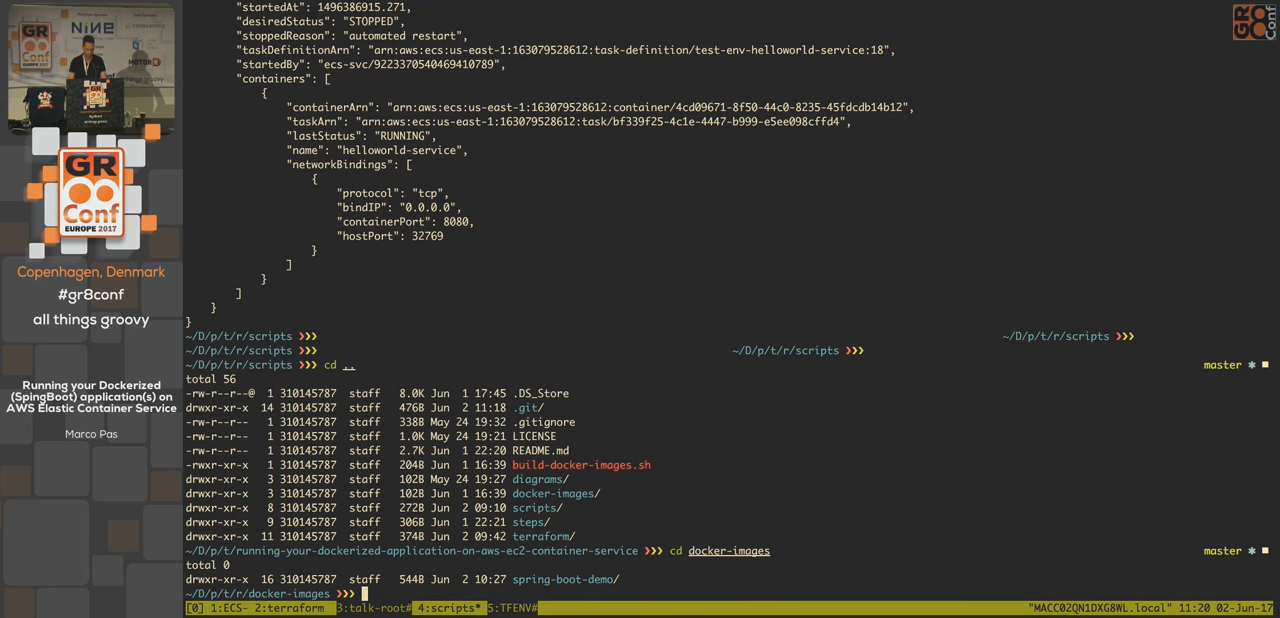 "startedAt": 1496386915.271,
"desiredStatus": "STOPPED",
"stoppedReason": "automated restart",
"taskDefinitionArn": "arn:aws:ecs:us-east-1:163079528612:task-definition/test-env-helloworld-service:18",
"startedBy": "ecs-svc/9223370540469410789",
"containers": [
{
"containerArn": "arn:aws:ecs:us-east-1:163079528612:container/4cd09671-8f50-44c0-8235-45fdcdb14b12",
"taskArn": "arn:aws:ecs:us-east-1:163079528612:task/bf339f25-4c1e-4447-b999-e5ee098cffd4",
"lastStatus": "RUNNING",
"name": "helloworld-service",
"networkBindings": [
{
"protocol": "tcp",
"bindIP": "0.0.0.0",
"containerPort": 8080,
"hostPort": 32769
}
]
}
]
}
}
~/D/p/t/r/scripts ❯❯❯ ~/D/p/t/r/scripts ❯❯❯
~/D/p/t/r/scripts ❯❯❯ ~/D/p/t/r/scripts ❯❯❯
~/D/p/t/r/scripts ❯❯❯ cd .. master ✱ ◼
total 56
-rw-r--r--@ 1 310145787 staff 8.0K Jun 1 17:45 .DS_Store
drwxr-xr-x 14 310145787 staff 476B Jun 2 11:18 .git/
-rw-r--r-- 1 310145787 staff 338B May 24 19:32 .gitignore
-rw-r--r-- 1 310145787 staff 1.0K May 24 19:21 LICENSE
-rw-r--r-- 1 310145787 staff 2.7K Jun 1 22:20 README.md
-rwxr-xr-x 1 310145787 staff 204B Jun 1 16:39 build-docker-images.sh
drwxr-xr-x 3 310145787 staff 102B May 24 19:27 diagrams/
drwxr-xr-x 3 310145787 staff 102B Jun 1 16:39 docker-images/
drwxr-xr-x 8 310145787 staff 272B Jun 2 09:10 scripts/
drwxr-xr-x 9 310145787 staff 306B Jun 1 22:21 steps/
drwxr-xr-x 11 310145787 staff 374B Jun 2 09:42 terraform/
~/D/p/t/running-your-dockerized-application-on-aws-ec2-container-service ❯❯❯ cd docker-images master ✱ ◼
total 0
drwxr-xr-x 16 310145787 staff 544B Jun 2 10:27 spring-boot-demo/
~/D/p/t/r/docker-images ❯❯❯
[0] 1:ECS- 2:terraform 3:talk-root# 4:scripts* 5:TFENV# "MACC02QN1DXG8WL.local" 11:20 02-Jun-17
NINE
GR
Conf
EUROPE 2017
Copenhagen, Denmark
#gr8conf
all things groovy
Running your Dockerized
(SpingBoot) application(s) on
AWS Elastic Container Service
Marco Pas
GR
Conf